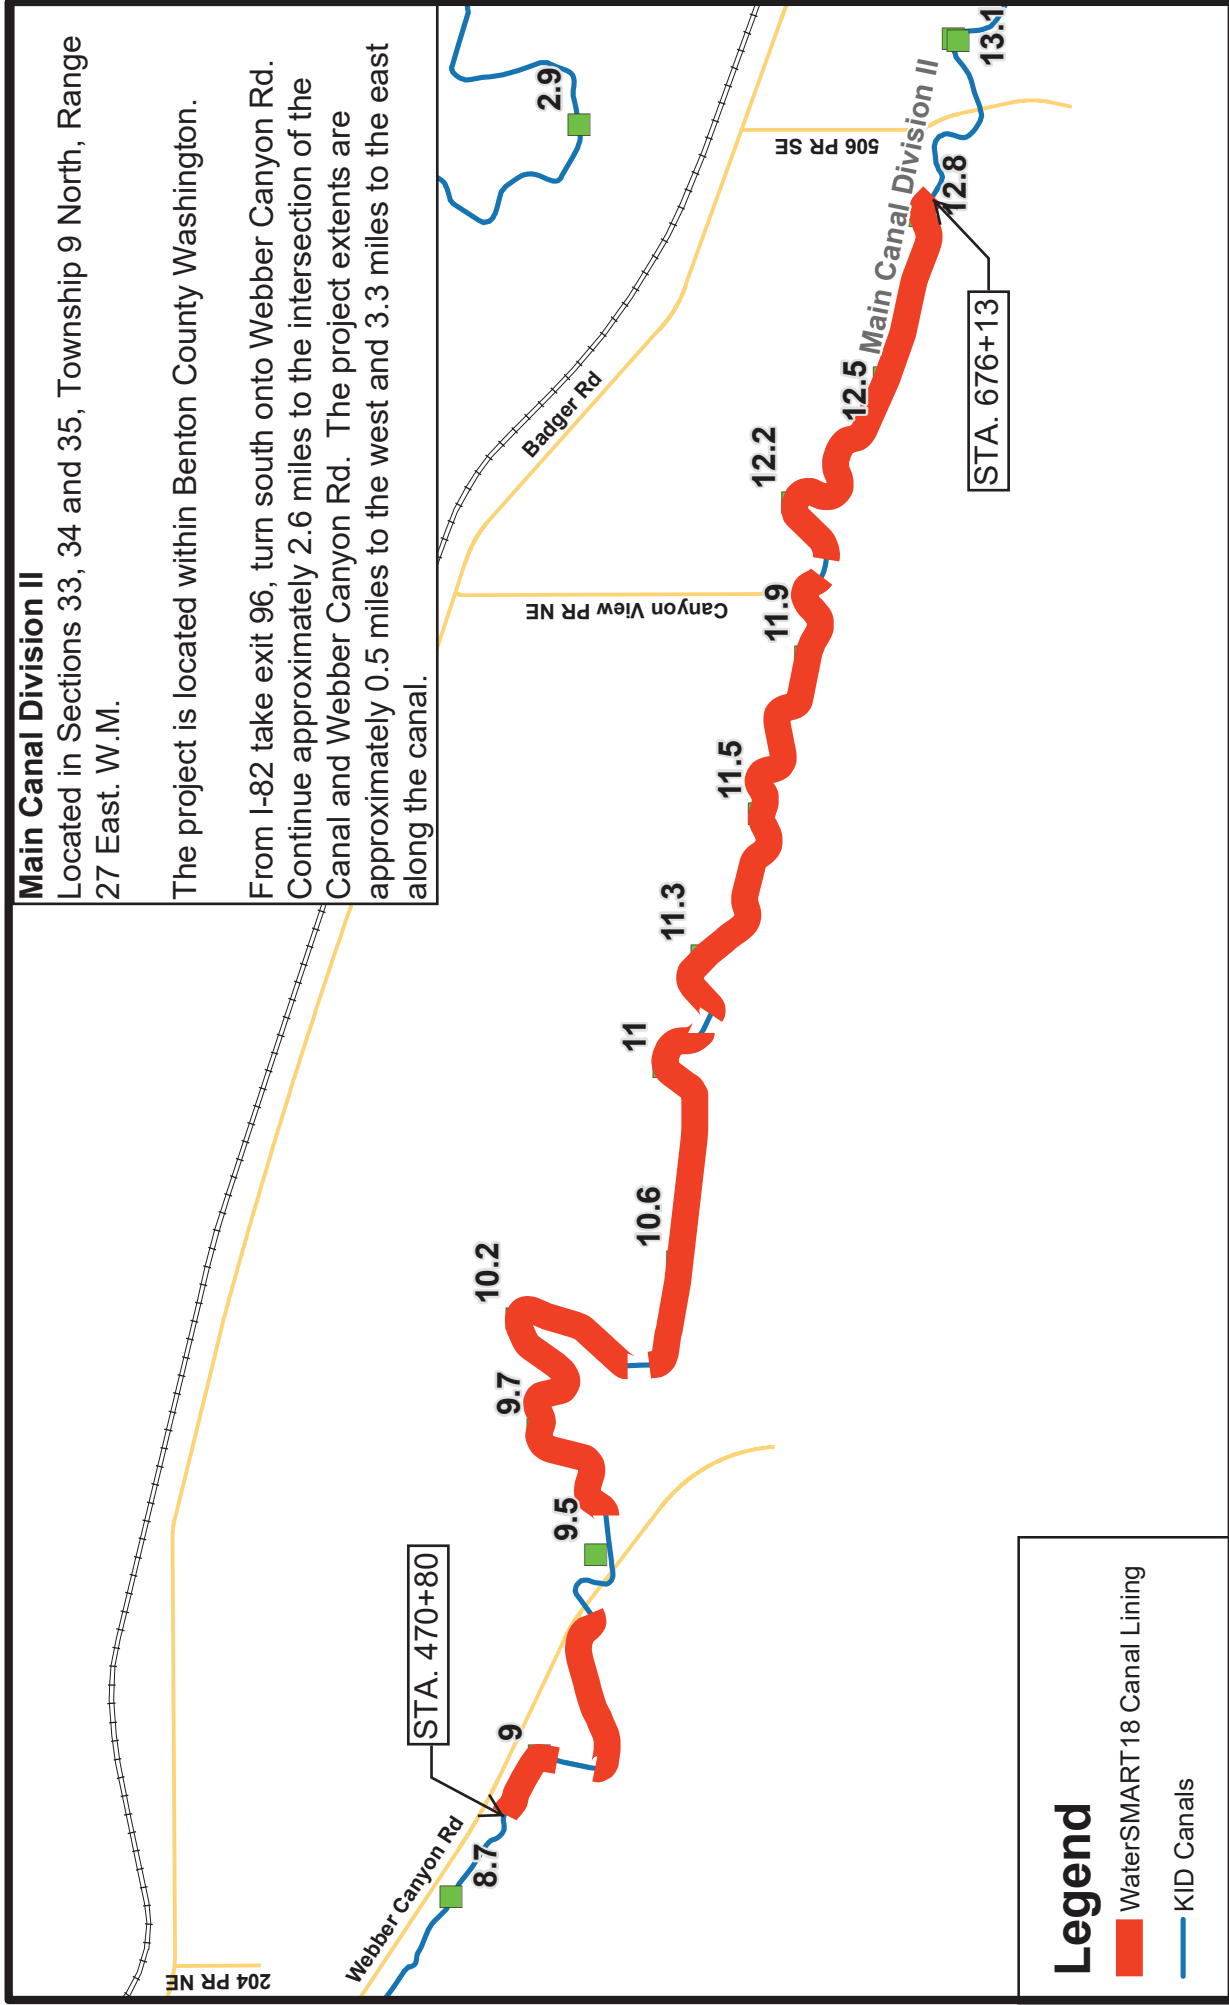 Main Canal Division II
Located in Sections 33, 34 and 35, Township 9 North, Range
27 East. W.M.
The project is located within Benton County Washington.
From I-82 take exit 96, turn south onto Webber Canyon Rd.
Continue approximately 2.6 miles to the intersection of the
Canal and Webber Canyon Rd. The project extents are
approximately 0.5 miles to the west and 3.3 miles to the east
along the canal.
204 PR NE
Webber Canyon Rd
8.7
STA. 470+80
9
9.5
9.7
10.2
10.6
11
11.3
11.5
11.9
Canyon View PR NE
Badger Rd
12.2
12.5
Main Canal Division II
12.8
STA. 676+13
506 PR SE
13.1
2.9
Legend
WaterSMART18 Canal Lining
KID Canals